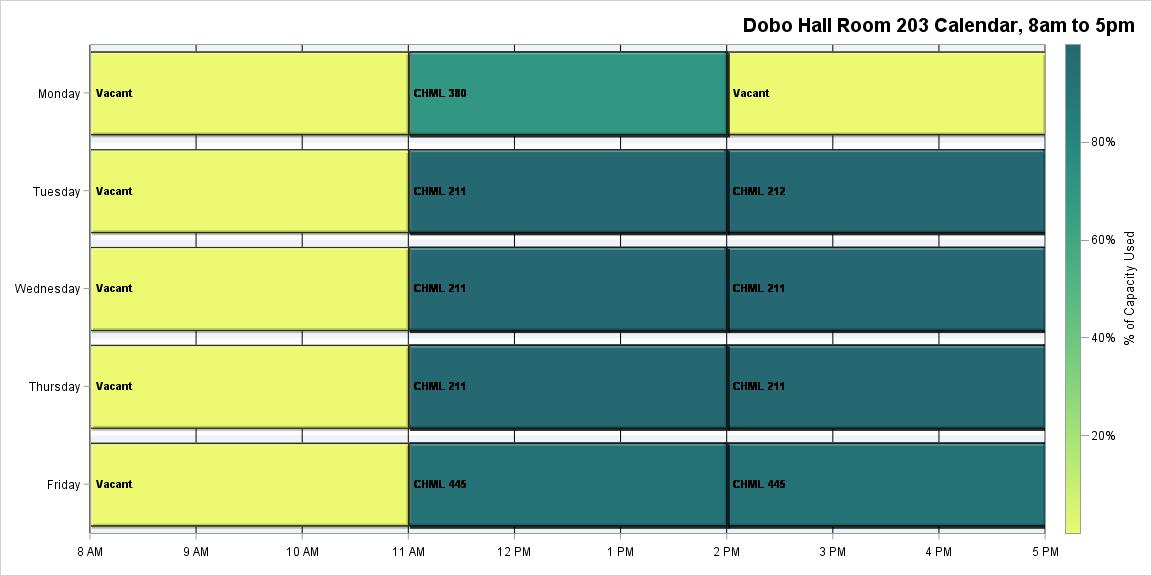 Dobo Hall Room 203 Calendar, 8am to 5pm
Monday
Vacant
CHML 380
Vacant
Tuesday
Vacant
CHML 211
CHML 212
Wednesday
Vacant
CHML 211
CHML 211
Thursday
Vacant
CHML 211
CHML 211
Friday
Vacant
CHML 445
CHML 445
8 AM
9 AM
10 AM
11 AM
12 PM
1 PM
2 PM
3 PM
4 PM
5 PM
80%
60%
40%
20%
% of Capacity Used